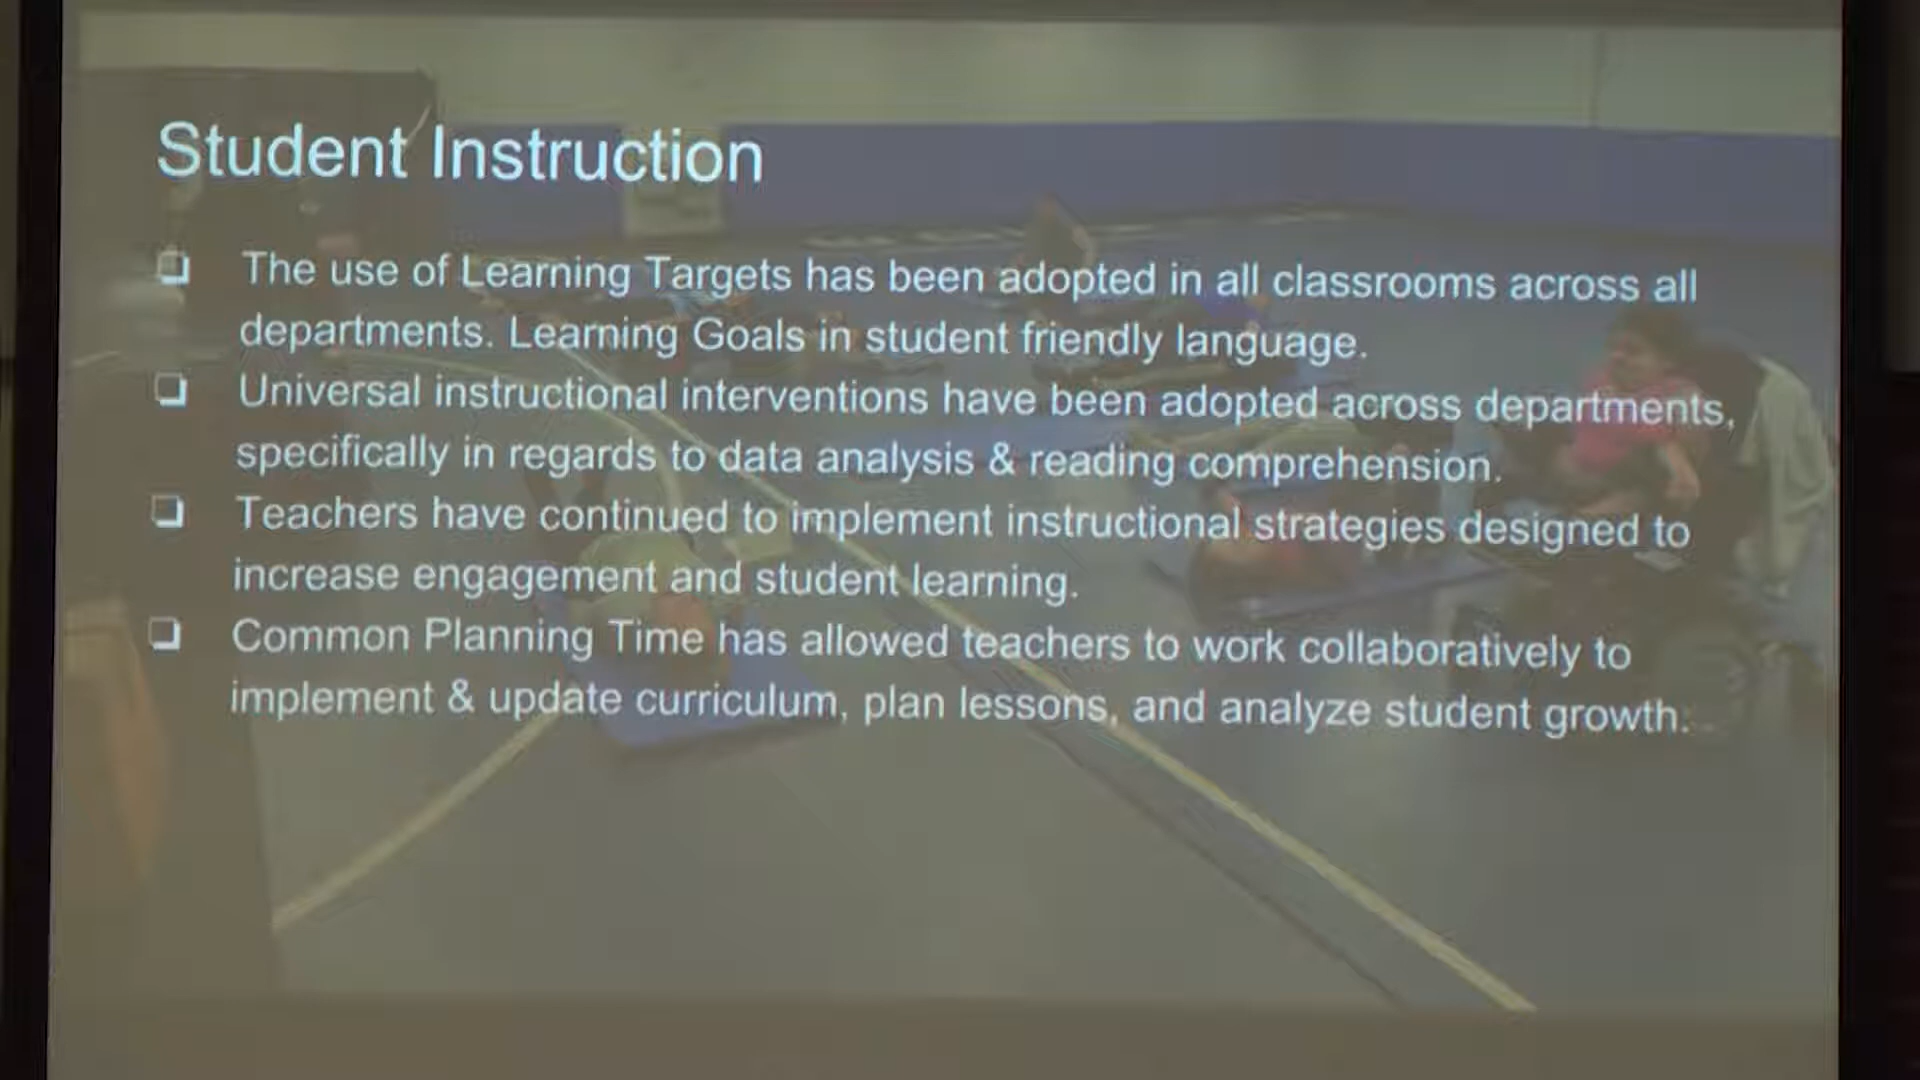 Student Instruction
❏ The use of Learning Targets has been adopted in all classrooms across all
departments. Learning Goals in student friendly language.
❏ Universal instructional interventions have been adopted across departments,
specifically in regards to data analysis & reading comprehension.
❏ Teachers have continued to implement instructional strategies designed to
increase engagement and student learning.
❏ Common Planning Time has allowed teachers to work collaboratively to
implement & update curriculum, plan lessons, and analyze student growth.